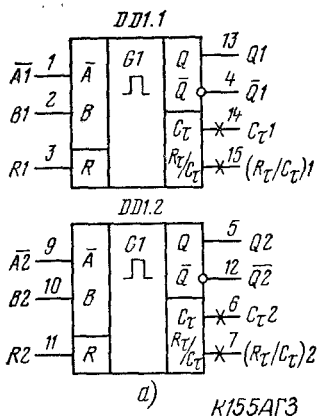 DD1.1
A̅1̅ 1 A̅ G1 Q 13 Q1
B1 2 B Q̅ 4 Q̅1
14 Cτ Cτ1
R1 3 R Rτ/Cτ 15 (Rτ/Cτ)1
DD1.2
A̅2̅ 9 A̅ G1 Q 5 Q2
B2 10 B Q̅ 12 Q̅2̅
Cτ 6 Cτ2
R2 11 R Rτ/Cτ 7 (Rτ/Cτ)2
а)
К155АГ3